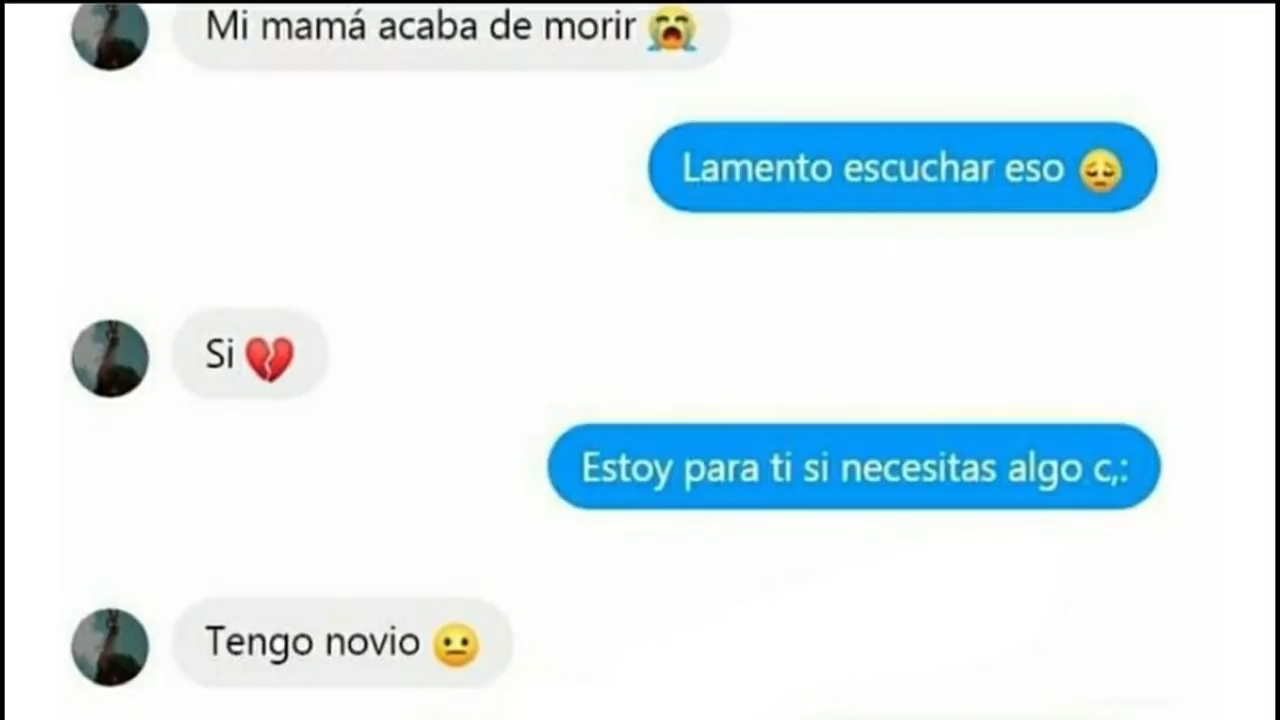 Mi mamá acaba de morir 😭
Lamento escuchar eso 😔
Si 💔
Estoy para ti si necesitas algo c,:
Tengo novio 😐